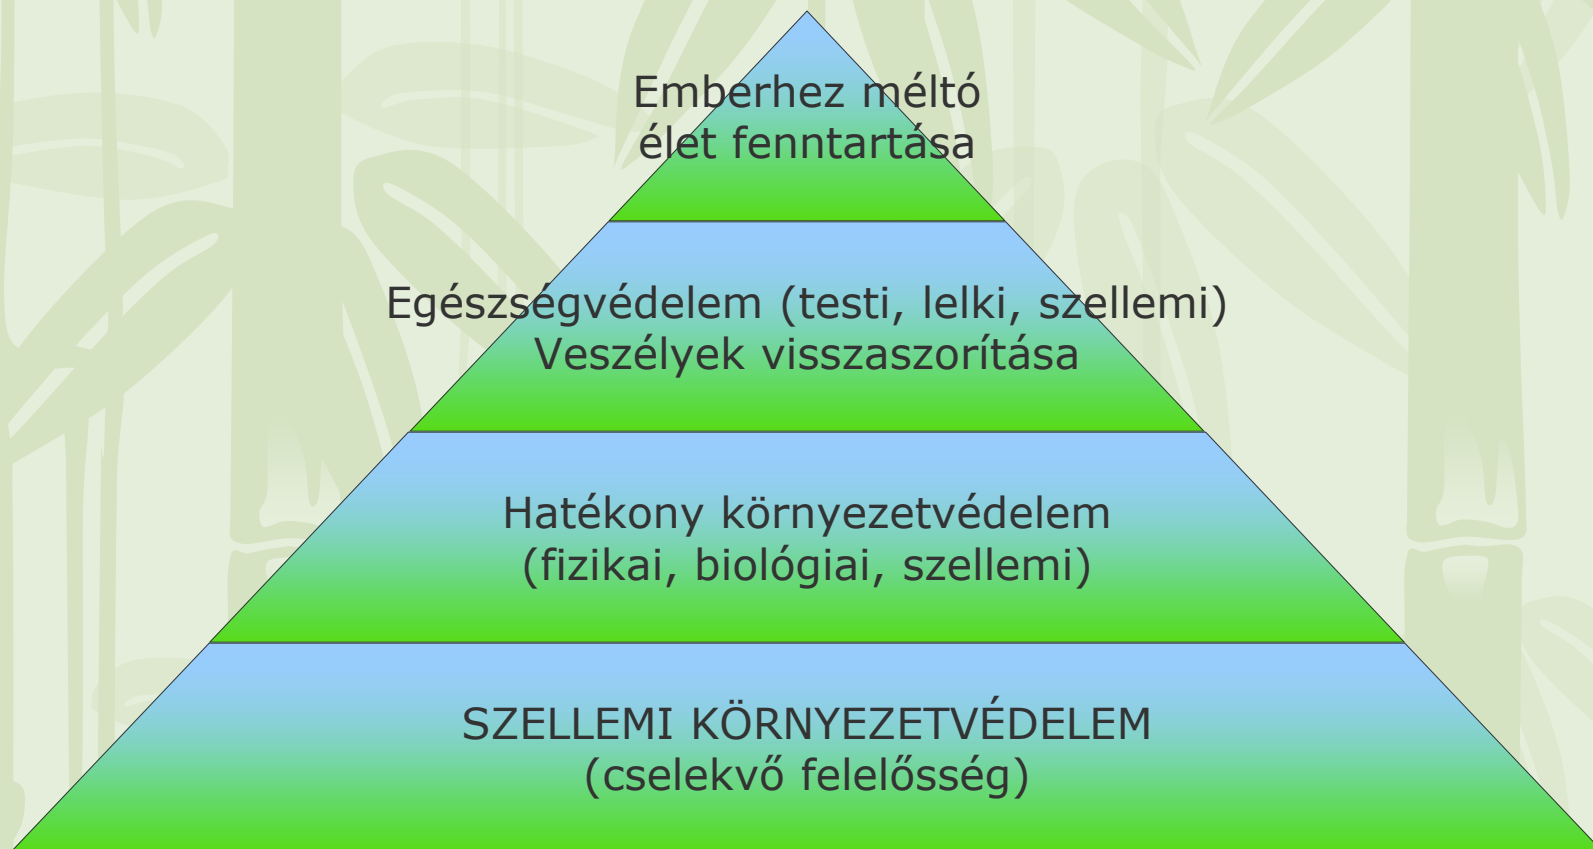 Emberhez méltó
élet fenntartása
Egészségvédelem (testi, lelki, szellemi)
Veszélyek visszaszorítása
Hatékony környezetvédelem
(fizikai, biológiai, szellemi)
SZELLEMI KÖRNYEZETVÉDELEM
(cselekvő felelősség)